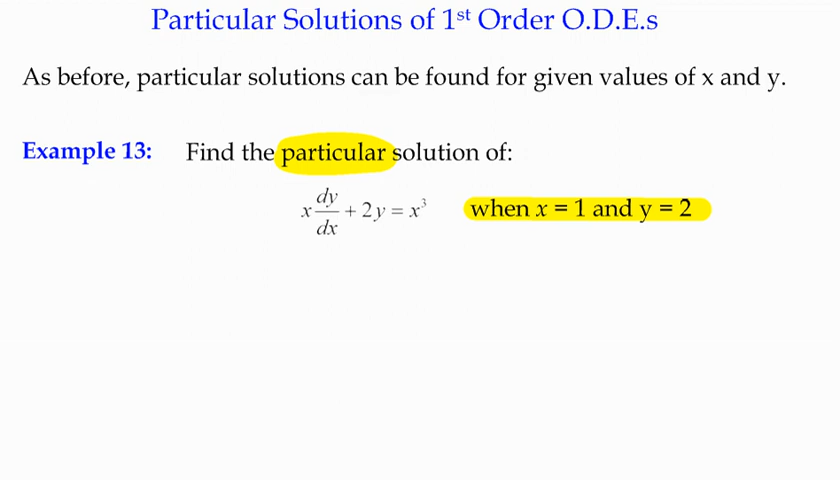 Particular Solutions of 1st Order O.D.E.s
As before, particular solutions can be found for given values of x and y.
Example 13: Find the particular solution of:
x dy/dx + 2y = x³ when x = 1 and y = 2